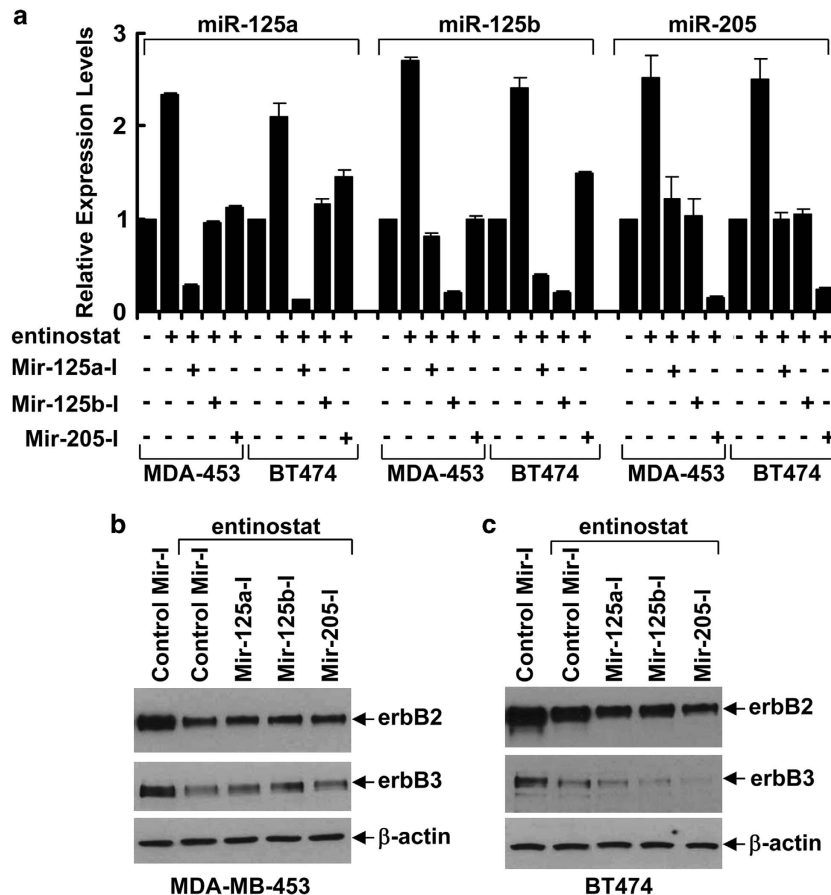 a
miR-125a miR-125b miR-205
Relative Expression Levels
3
2
1
0
entinostat - + + + + - + + + + - + + + + - + + + + - + + + + - + + + +
Mir-125a-I - - + - - - - + - - - - + - - - - + - - - - + - - - - + - -
Mir-125b-I - - - + - - - - + - - - - + - - - - + - - - - + - - - - + -
Mir-205-I - - - - + - - - - + - - - - + - - - - + - - - - + - - - - +
MDA-453 BT474 MDA-453 BT474 MDA-453 BT474
b
entinostat
Control Mir-I Control Mir-I Mir-125a-I Mir-125b-I Mir-205-I
erbB2
erbB3
β-actin
MDA-MB-453
c
entinostat
Control Mir-I Control Mir-I Mir-125a-I Mir-125b-I Mir-205-I
erbB2
erbB3
β-actin
BT474